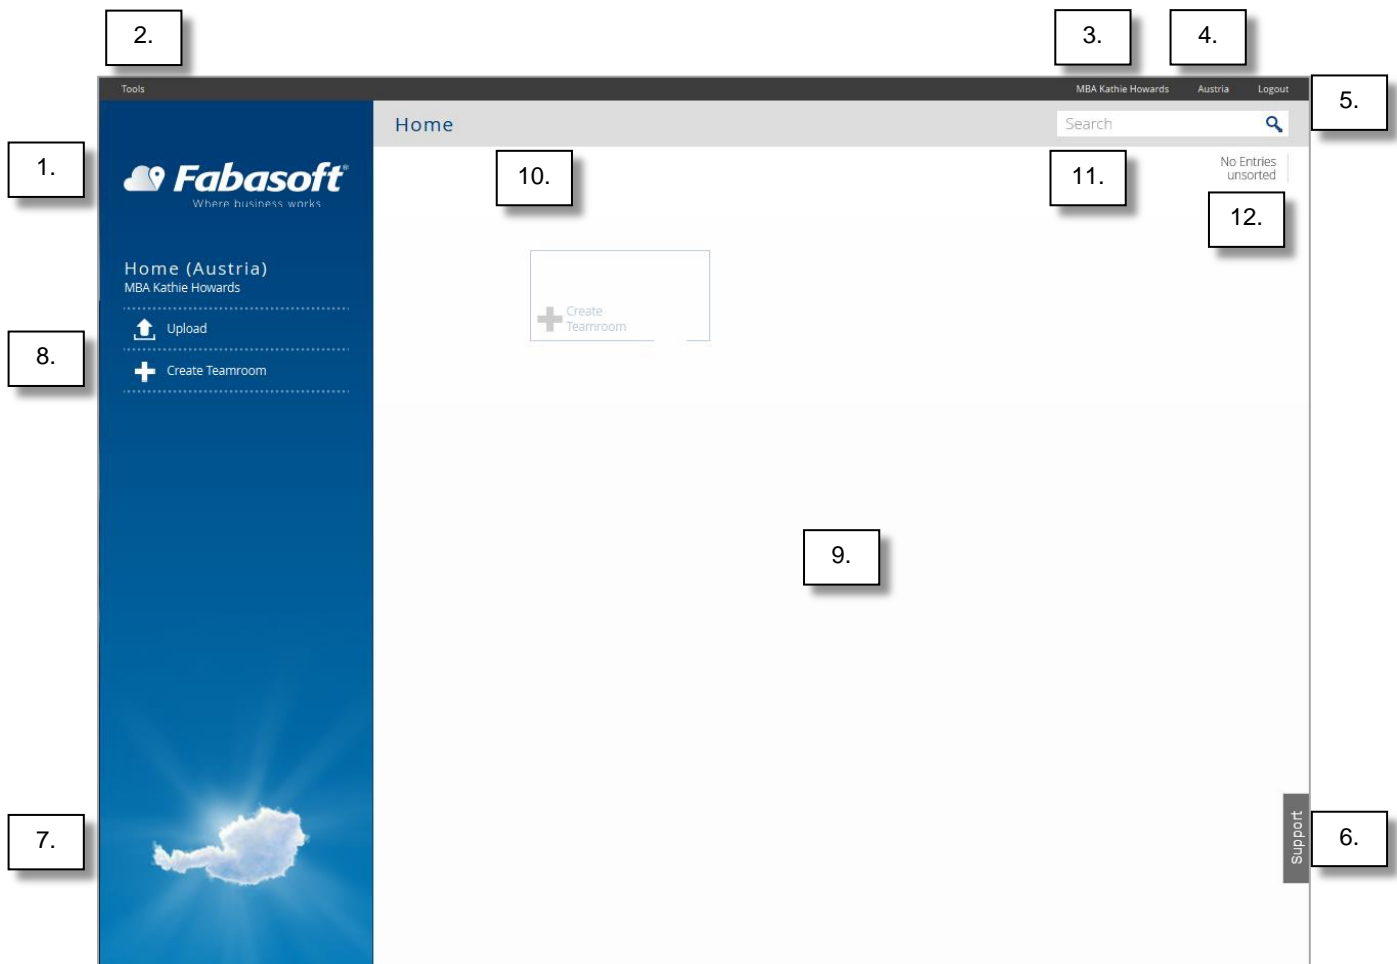 2.
3.
4.
Tools
MBA Kathie Howards
Austria
Logout
5.
Home
Search
1.
Fabasoft®
Where business works
10.
11.
No Entries
unsorted
12.
Home (Austria)
MBA Kathie Howards
Create
Teamroom
Upload
8.
Create Teamroom
9.
7.
Support
6.